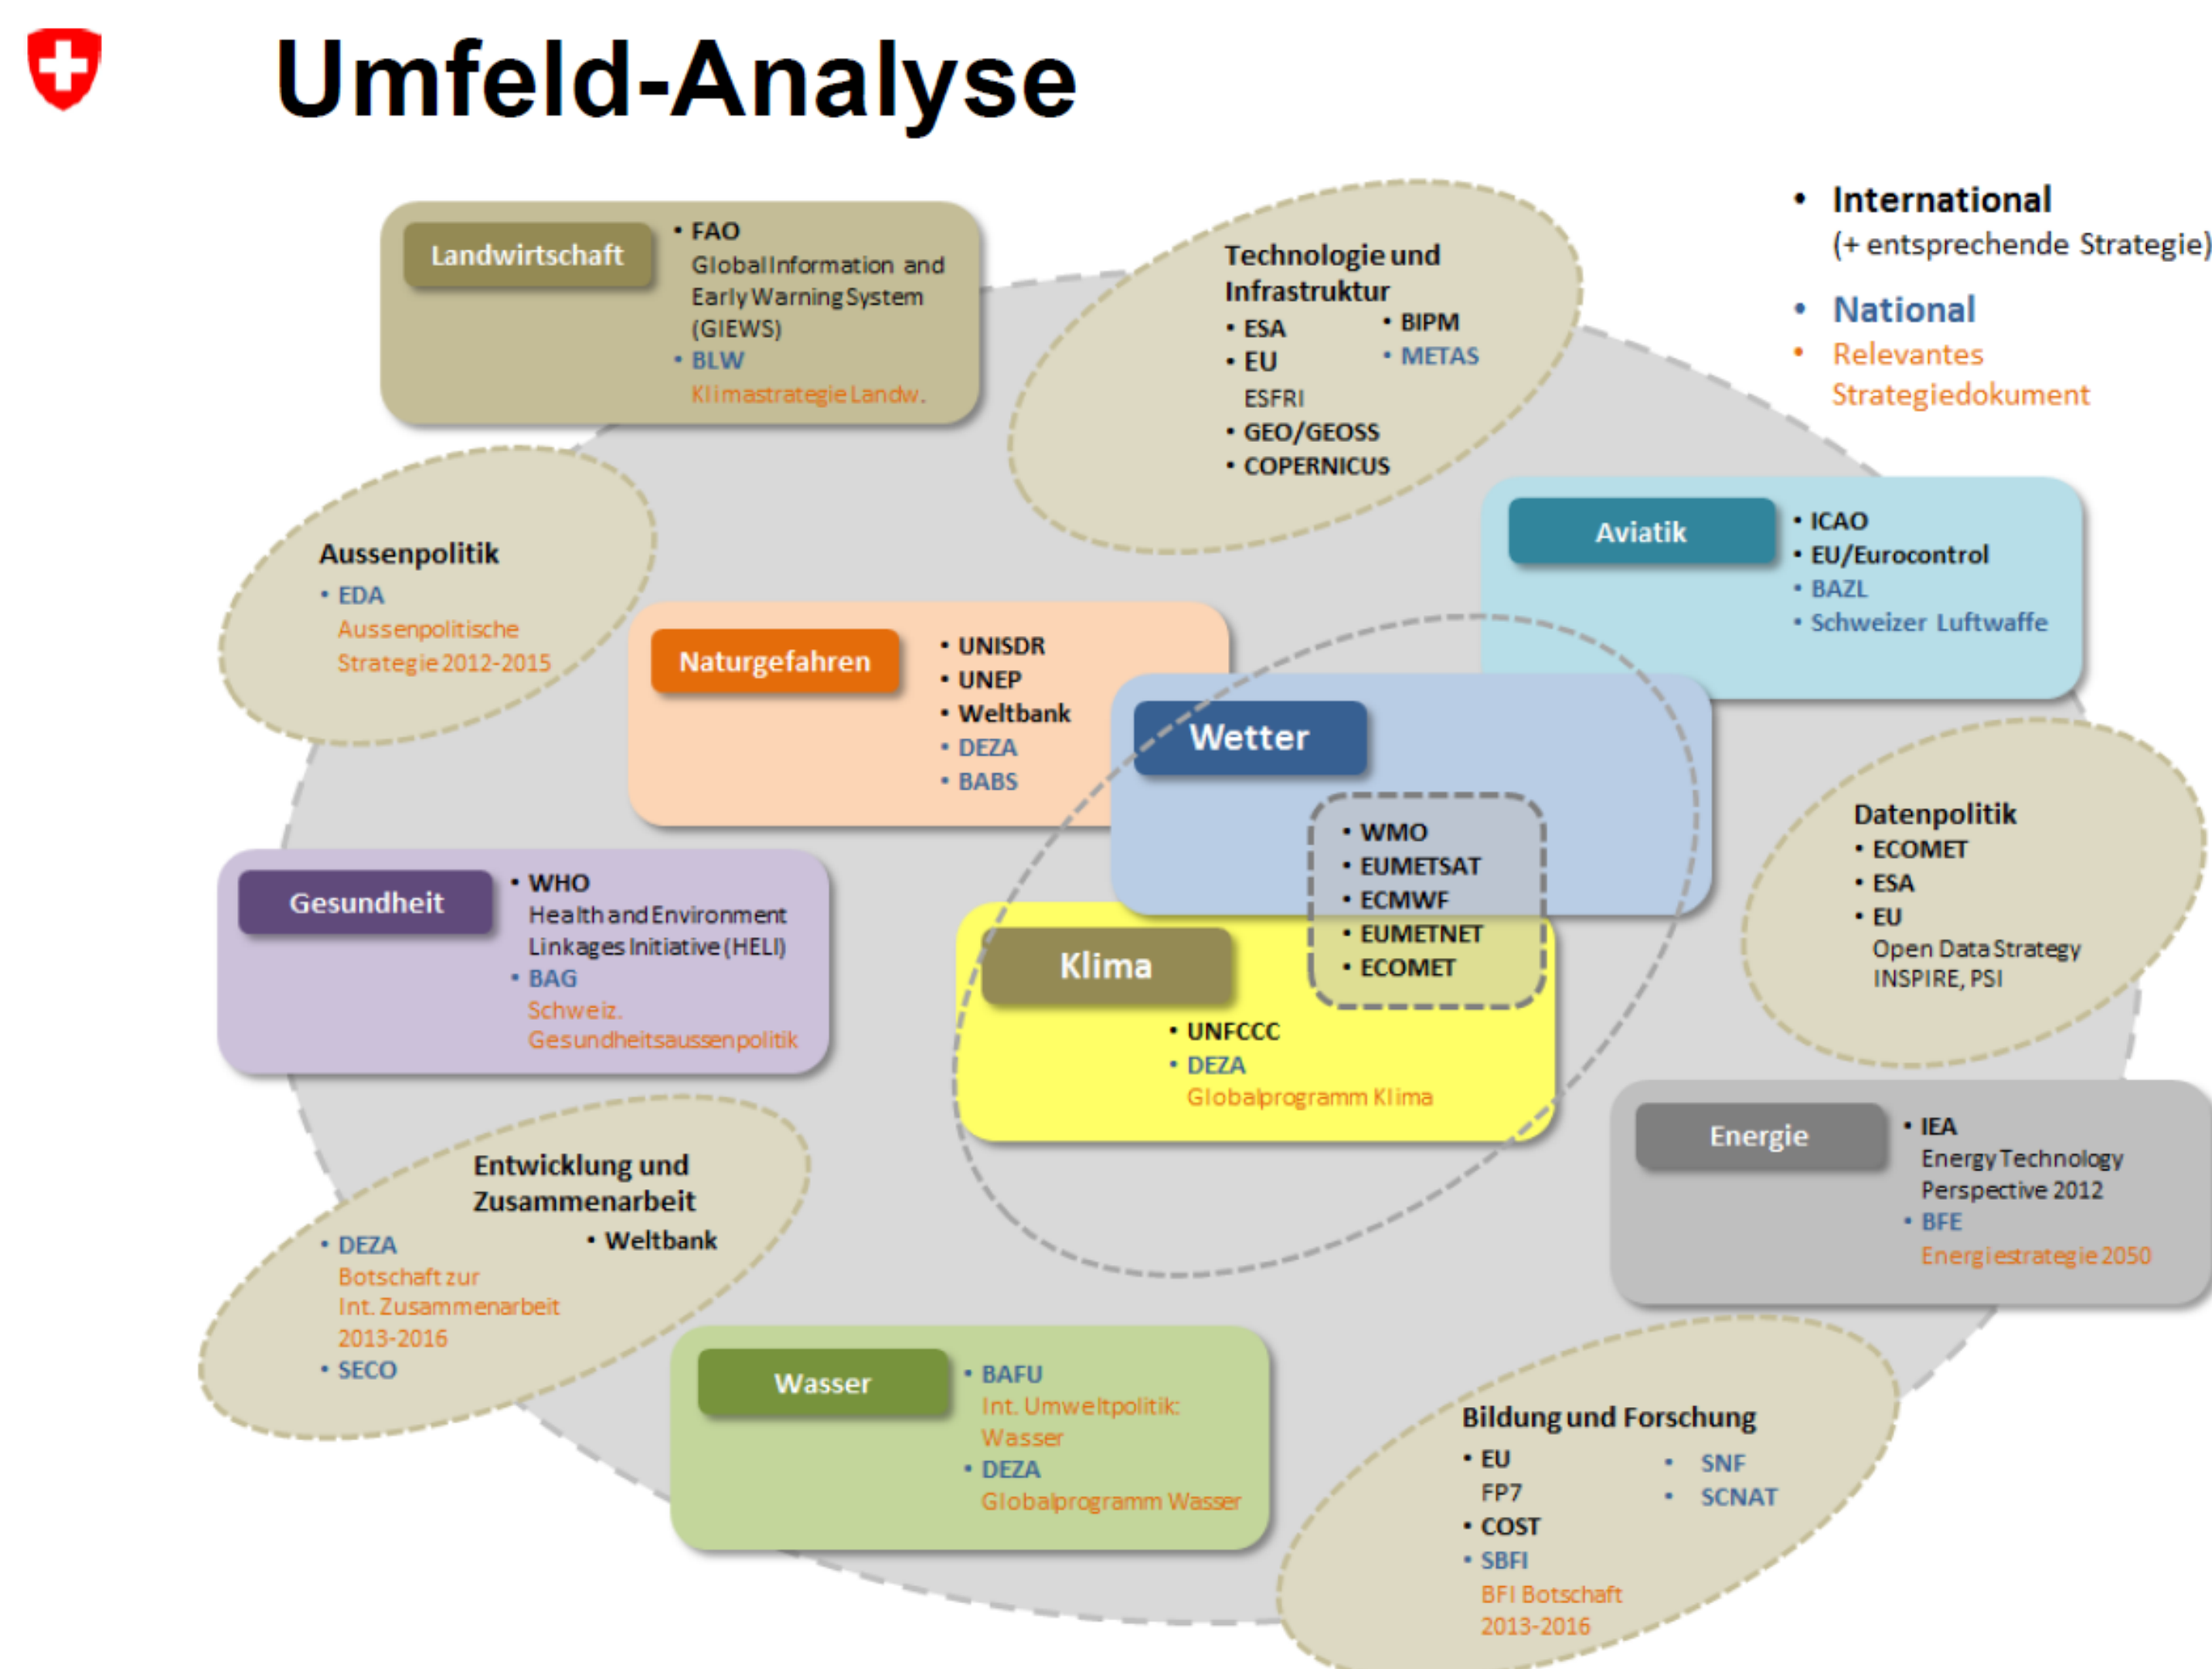 Umfeld-Analyse
• International
(+ entsprechende Strategie)
• National
• Relevantes
Strategiedokument
Landwirtschaft
• FAO
Global Information and
Early Warning System
(GIEWS)
• BLW
Klimastrategie Landw.
Technologie und
Infrastruktur
• ESA
• EU
ESFRI
• GEO/GEOSS
• COPERNICUS
• BIPM
• METAS
Aussenpolitik
• EDA
Aussenpolitische
Strategie 2012-2015
Aviatik
• ICAO
• EU/Eurocontrol
• BAZL
• Schweizer Luftwaffe
Naturgefahren
• UNISDR
• UNEP
• Weltbank
• DEZA
• BABS
Wetter
• WMO
• EUMETSAT
• ECMWF
• EUMETNET
• ECOMET
Datenpolitik
• ECOMET
• ESA
• EU
Open Data Strategy
INSPIRE, PSI
Gesundheit
• WHO
Health and Environment
Linkages Initiative (HELI)
• BAG
Schweiz.
Gesundheitsaussenpolitik
Klima
• UNFCCC
• DEZA
Globalprogramm Klima
Energie
• IEA
Energy Technology
Perspective 2012
• BFE
Energiestrategie 2050
Entwicklung und
Zusammenarbeit
• DEZA
Botschaft zur
Int. Zusammenarbeit
2013-2016
• SECO
• Weltbank
Wasser
• BAFU
Int. Umweltpolitik:
Wasser
• DEZA
Globalprogramm Wasser
Bildung und Forschung
• EU
FP7
• COST
• SBFI
BFI Botschaft
2013-2016
• SNF
• SCNAT